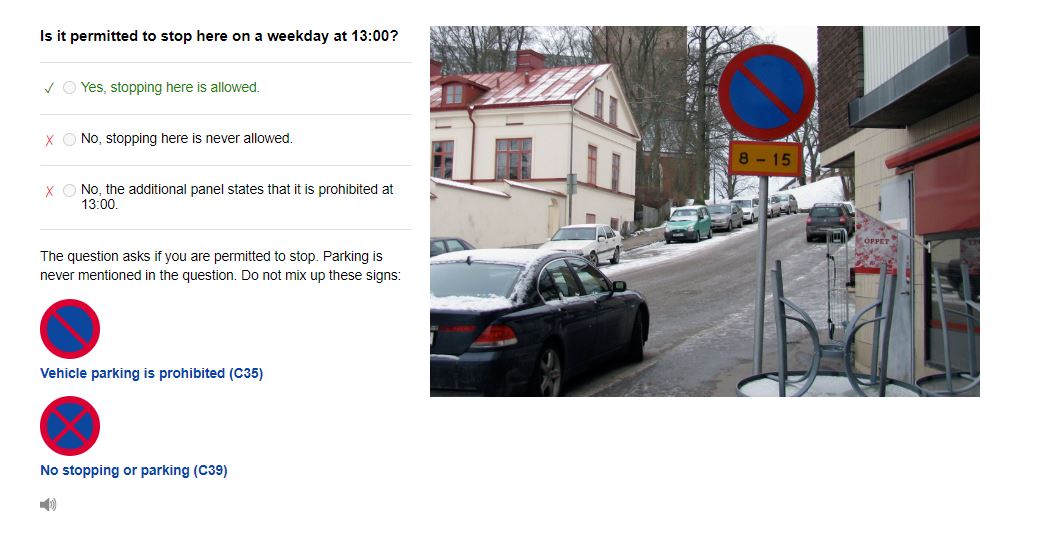 Is it permitted to stop here on a weekday at 13:00?
✓ Yes, stopping here is allowed.
X No, stopping here is never allowed.
X No, the additional panel states that it is prohibited at
13:00.
The question asks if you are permitted to stop. Parking is
never mentioned in the question. Do not mix up these signs:
Vehicle parking is prohibited (C35)
No stopping or parking (C39)
8 – 15
ÖPPET